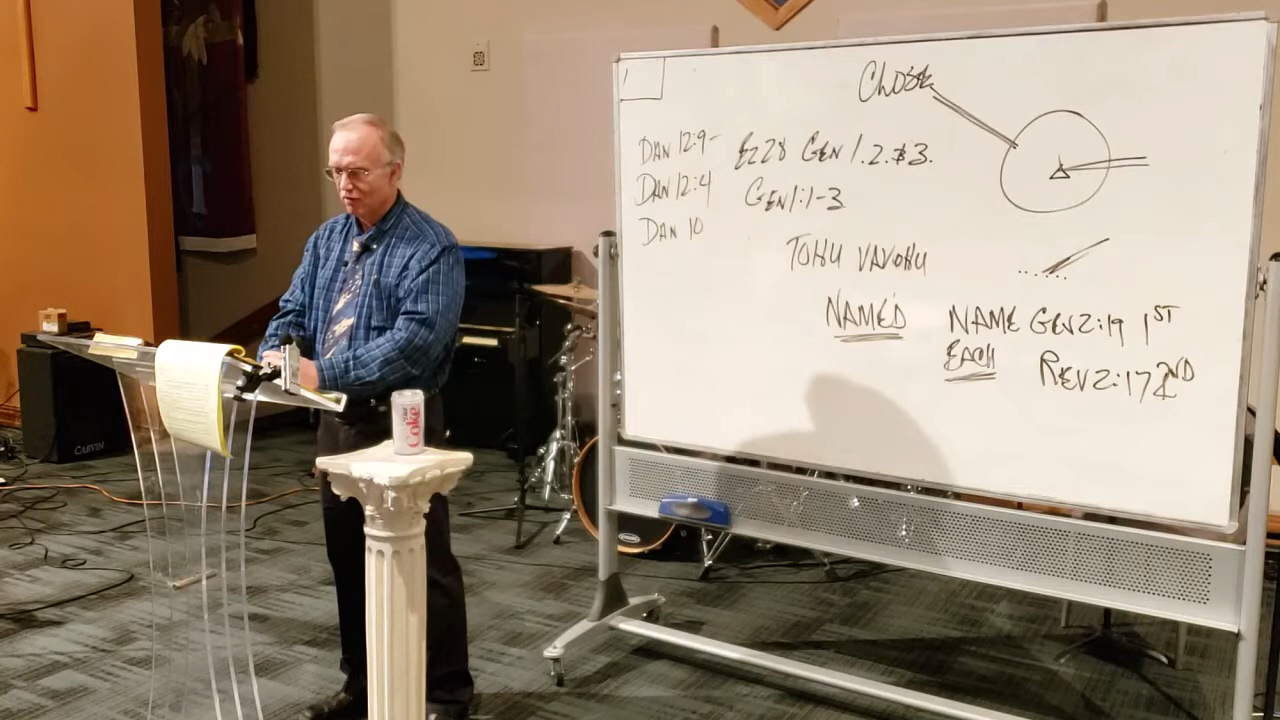 CHOSE
DAN 12:9-
DAN 12:4
DAN 10
EZ 28 GEN 1.2.&3.
GEN 1:1-3
TOHU VAVOHU
NAMED
NAME GEN 2:19 1ST
EACH
REV 2:17 2ND
Coke
CARVIN